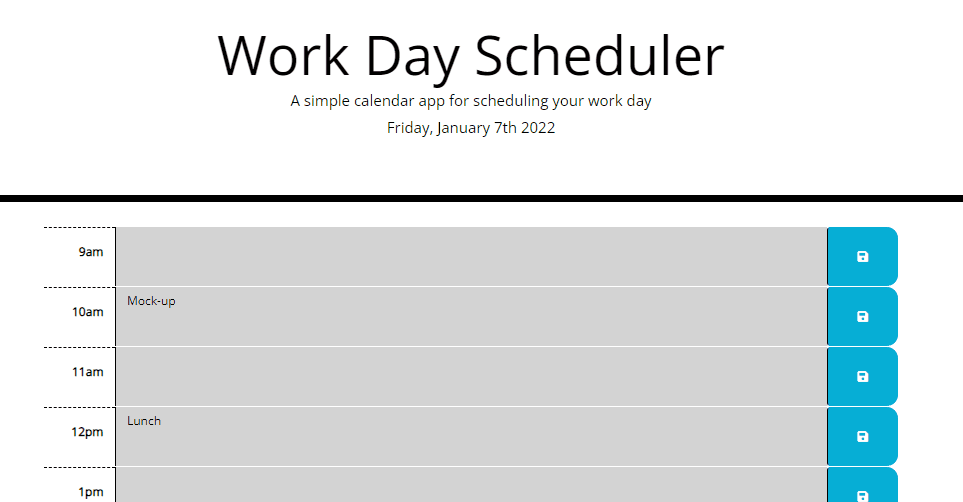 Work Day Scheduler
A simple calendar app for scheduling your work day
Friday, January 7th 2022
9am
10am Mock-up
11am
12pm Lunch
1pm